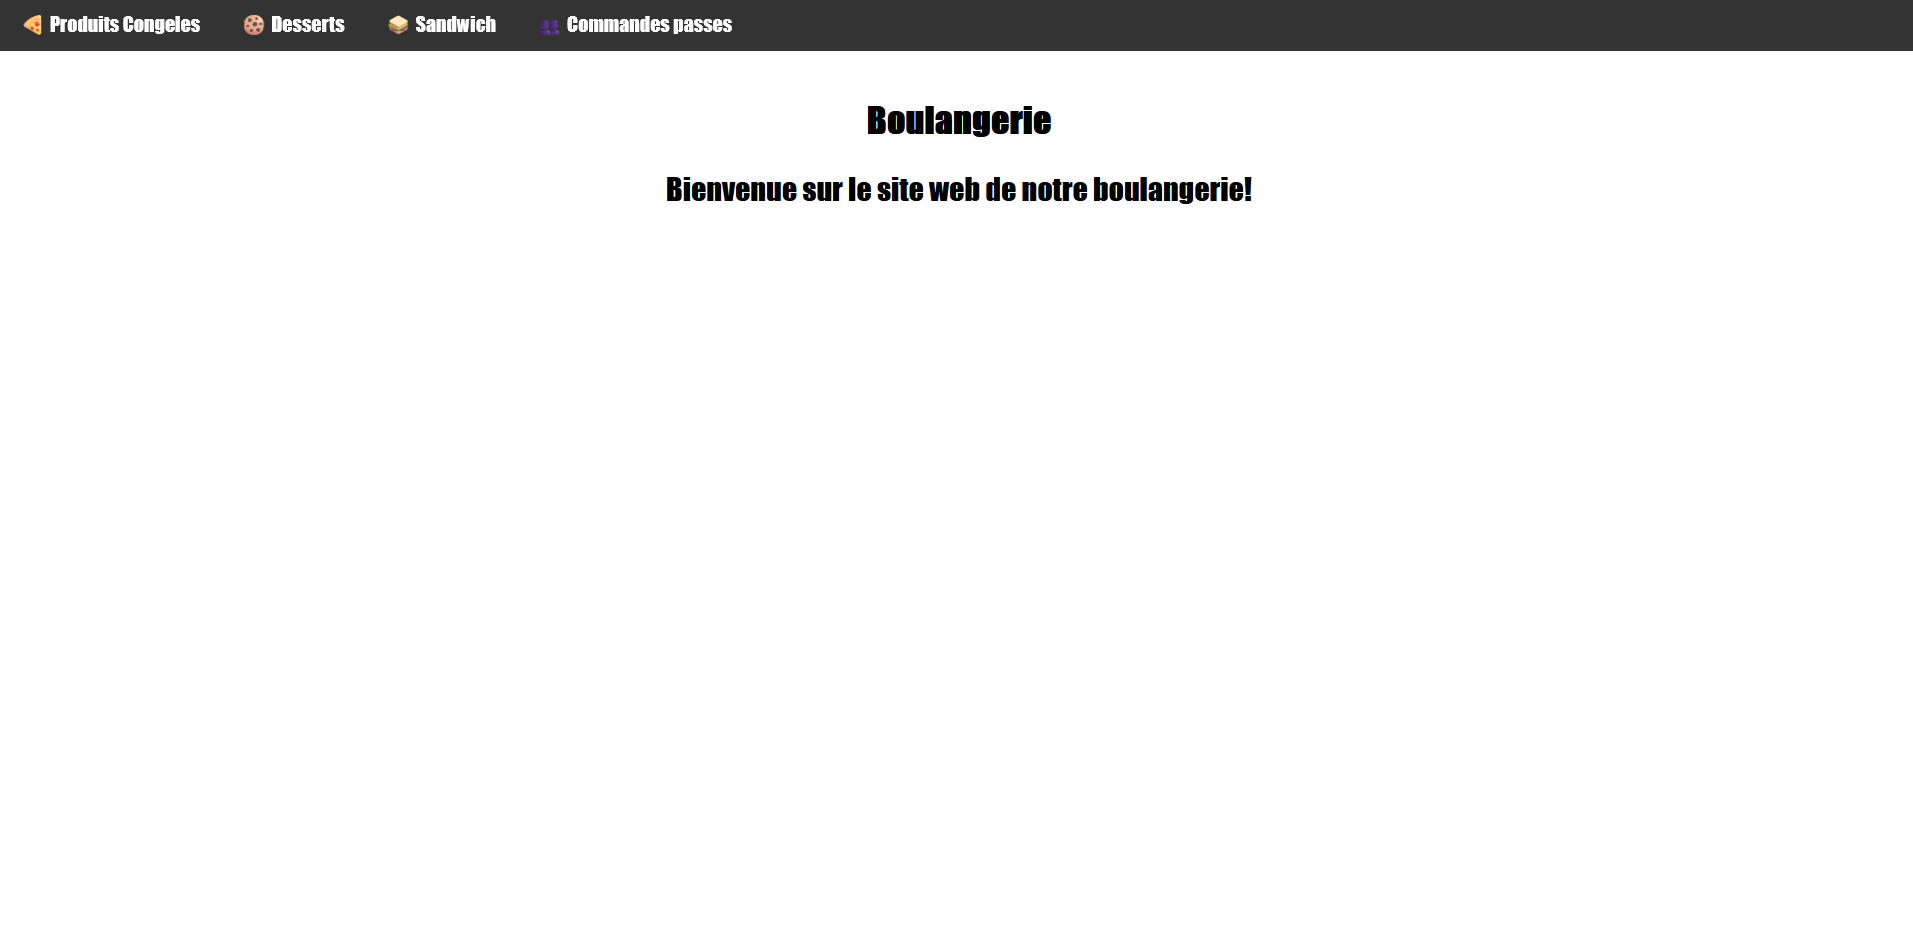 🍕 Produits Congeles 🍪 Desserts 🥪 Sandwich 👥 Commandes passes
Boulangerie
Bienvenue sur le site web de notre boulangerie!